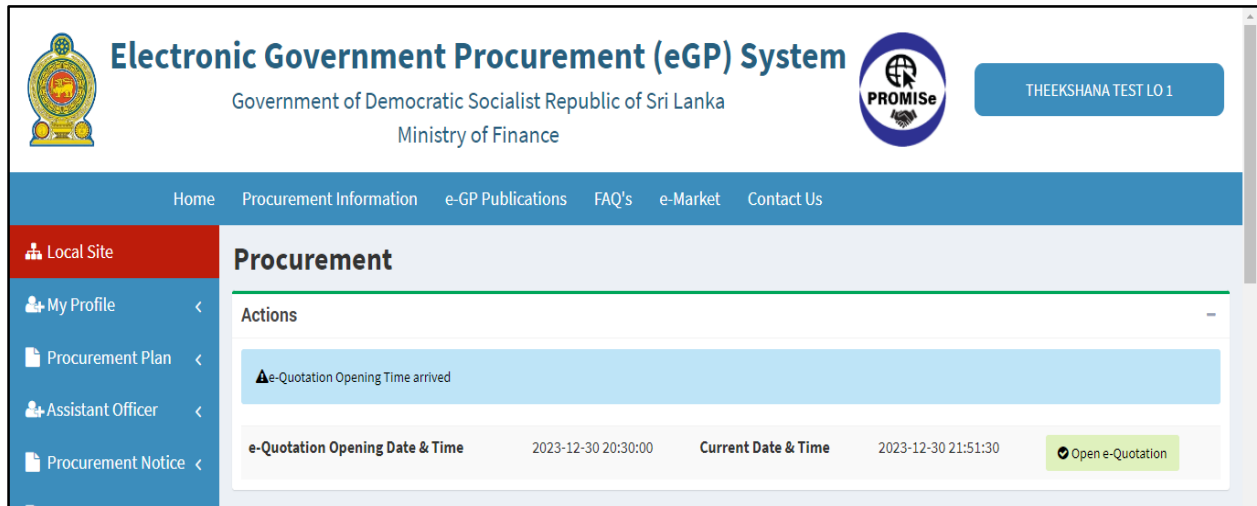 Electronic Government Procurement (eGP) System
Government of Democratic Socialist Republic of Sri Lanka
Ministry of Finance
PROMISe
THEEKSHANA TEST LO 1
Home Procurement Information e-GP Publications FAQ's e-Market Contact Us
Local Site
My Profile
Procurement Plan
Assistant Officer
Procurement Notice
Procurement
Actions
e-Quotation Opening Time arrived
e-Quotation Opening Date & Time 2023-12-30 20:30:00 Current Date & Time 2023-12-30 21:51:30 Open e-Quotation